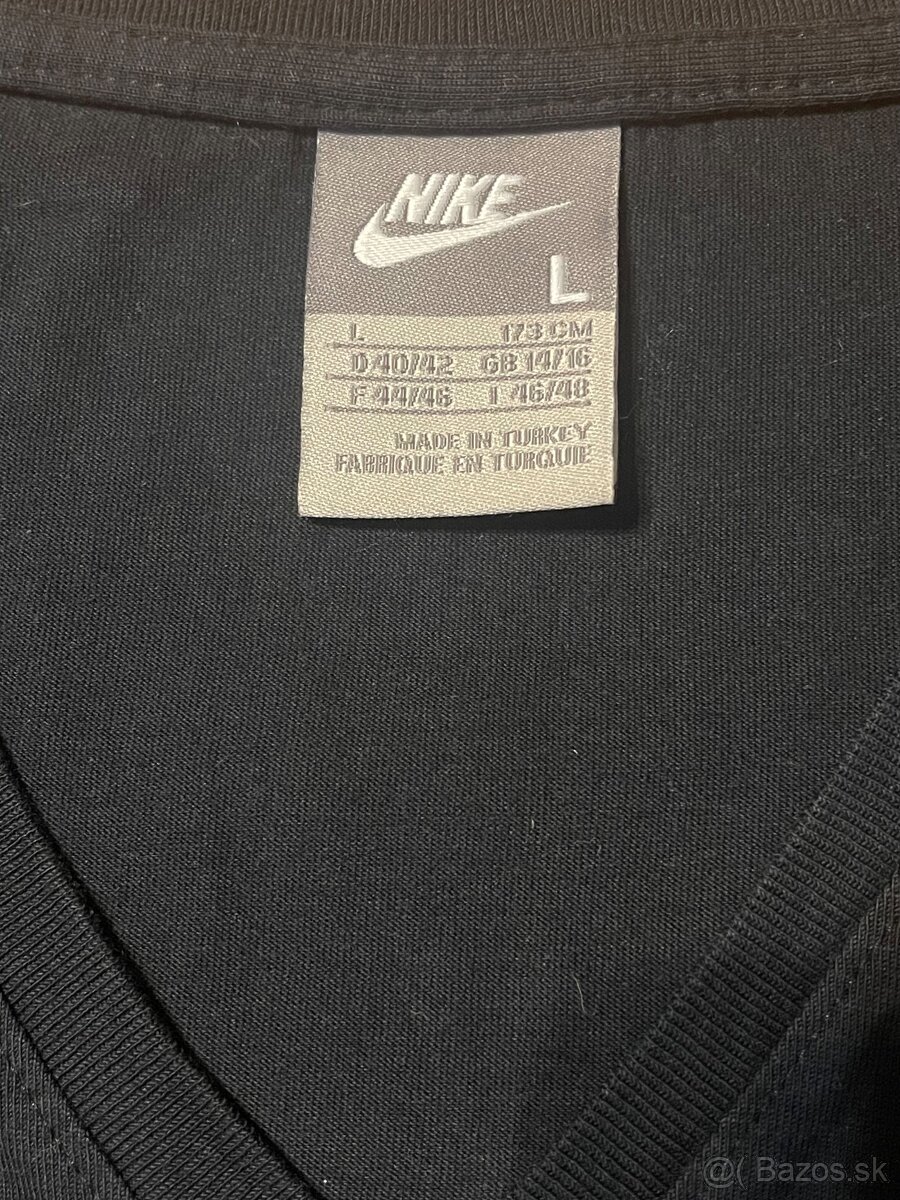 NIKE
L
L 173 CM
D 40/42 GB 14/16
F 44/46 I 46/48
MADE IN TURKEY
FABRIQUE EN TURQUIE
@( Bazos.sk